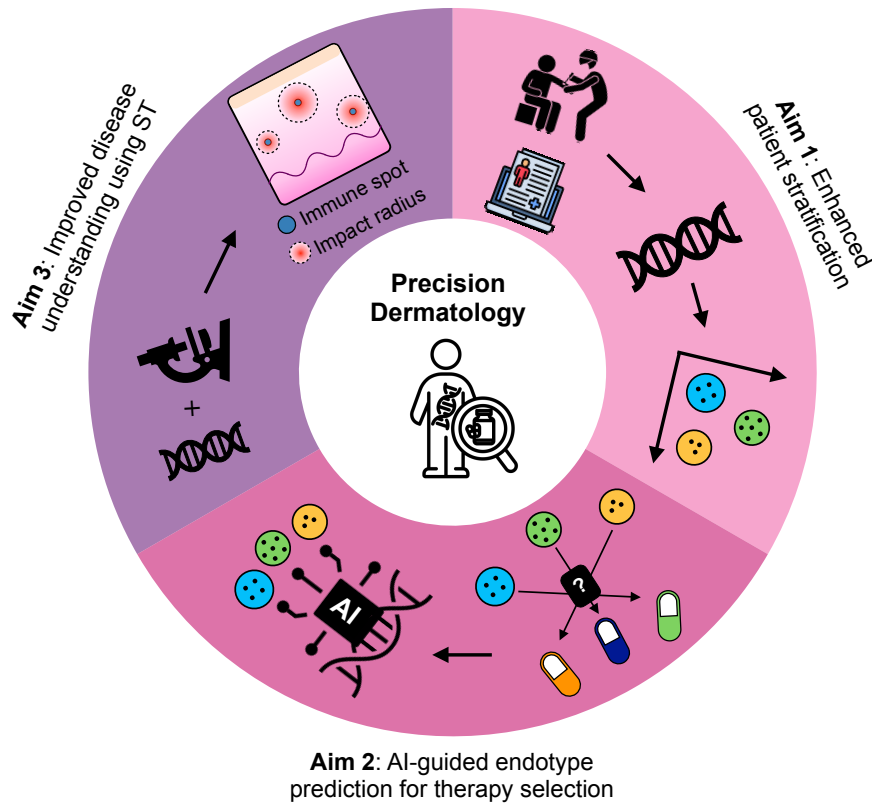 Precision
Dermatology
Aim 1: Enhanced
patient stratification
?
AI
Aim 2: AI-guided endotype
prediction for therapy selection
Aim 3: Improved disease
understanding using ST
Immune spot
Impact radius
+